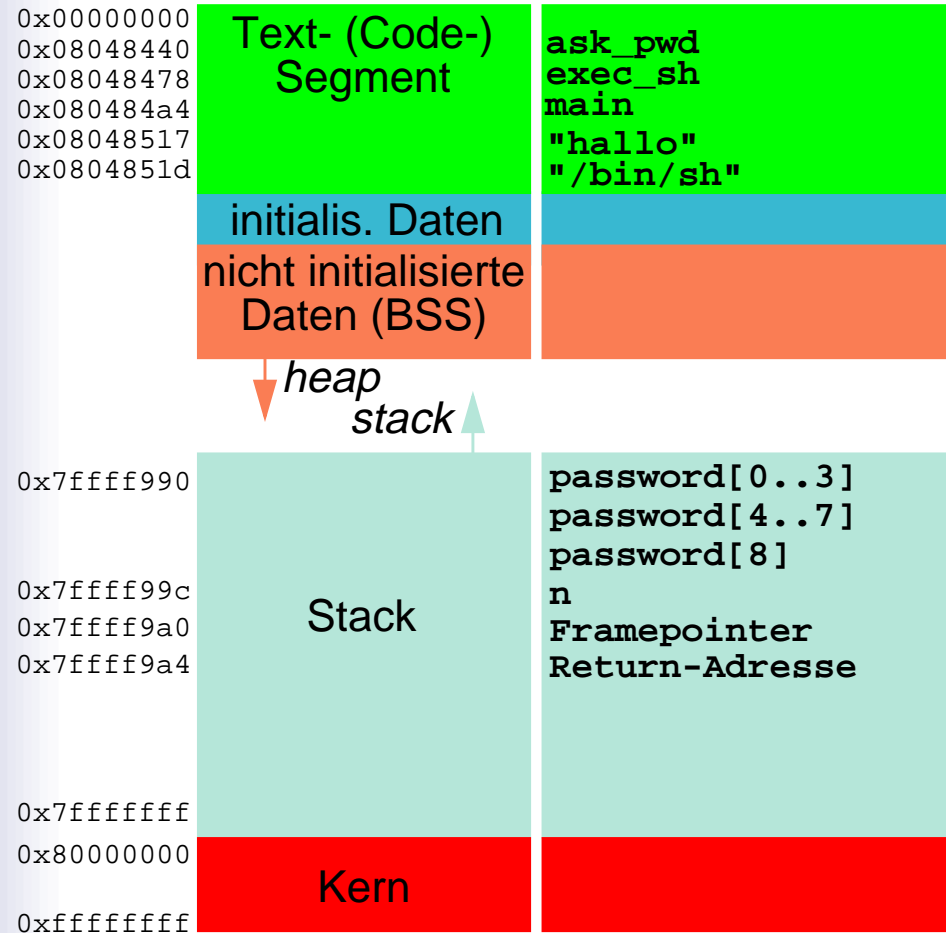 0x00000000
Text- (Code-)
0x08048440
ask_pwd
0x08048478
Segment
exec_sh
0x080484a4
main
0x08048517
"hallo"
0x0804851d
"/bin/sh"
initialis. Daten
nicht initialisierte
Daten (BSS)
heap
stack
0x7ffff990
password[0..3]
password[4..7]
password[8]
0x7ffff99c
n
0x7ffff9a0
Stack
Framepointer
0x7ffff9a4
Return-Adresse
0x7fffffff
0x80000000
Kern
0xffffffff